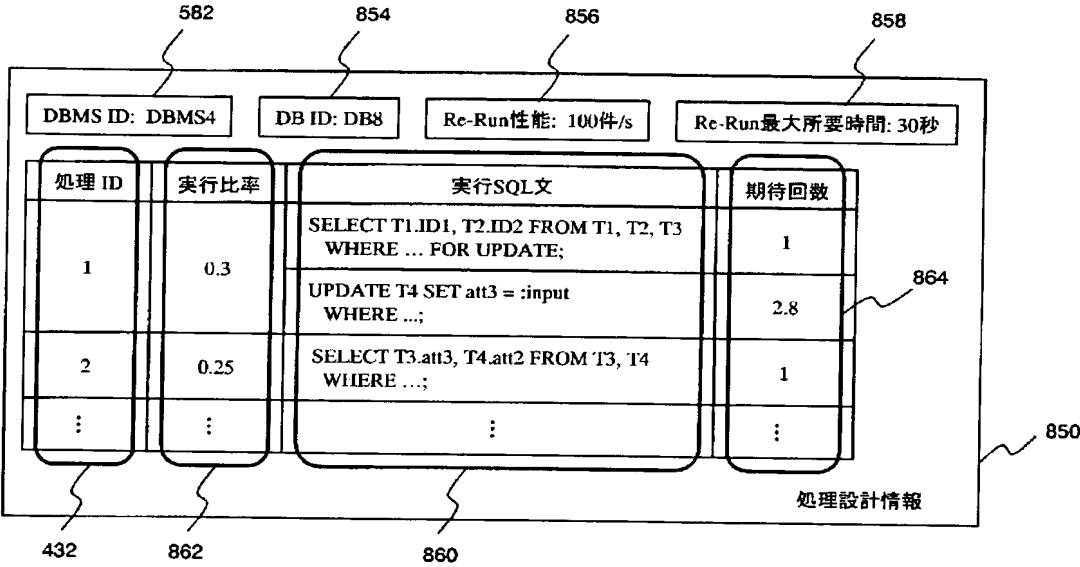 582 854 856 858
DBMS ID: DBMS4 DB ID: DB8 Re-Run性能: 100件/s Re-Run最大所要時間: 30秒
処理 ID 実行比率 実行SQL文 期待回数
1 0.3 SELECT T1.ID1, T2.ID2 FROM T1, T2, T3
WHERE ... FOR UPDATE; 1
UPDATE T4 SET att3 = :input
WHERE ...; 2.8
864
2 0.25 SELECT T3.att3, T4.att2 FROM T3, T4
WHERE ...; 1
⋮ ⋮ ⋮ ⋮
850
処理設計情報
432 862 860